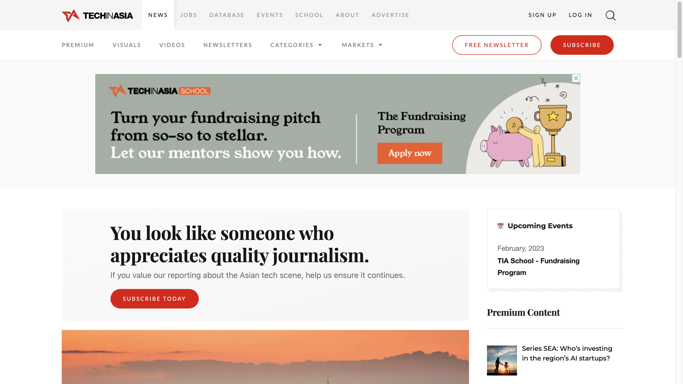 TECHINASIA
NEWS
JOBS
DATABASE
EVENTS
SCHOOL
ABOUT
ADVERTISE
SIGN UP
LOG IN
PREMIUM
VISUALS
VIDEOS
NEWSLETTERS
CATEGORIES
MARKETS
FREE NEWSLETTER
SUBSCRIBE
TECHINASIA SCHOOL
Turn your fundraising pitch
from so-so to stellar.
Let our mentors show you how.
The Fundraising
Program
Apply now
You look like someone who
appreciates quality journalism.
If you value our reporting about the Asian tech scene, help us ensure it continues.
SUBSCRIBE TODAY
Upcoming Events
February, 2023
TIA School - Fundraising
Program
Premium Content
Series SEA: Who's investing
in the region's AI startups?